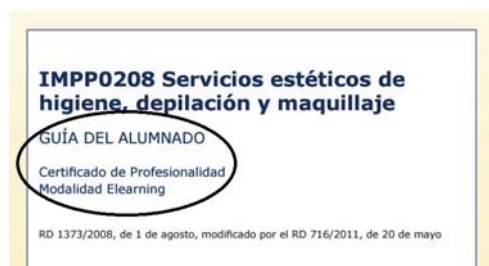 IMPP0208 Servicios estéticos de
higiene, depilación y maquillaje
GUÍA DEL ALUMNADO
Certificado de Profesionalidad
Modalidad Elearning
RD 1373/2008, de 1 de agosto, modificado por el RD 716/2011, de 20 de mayo